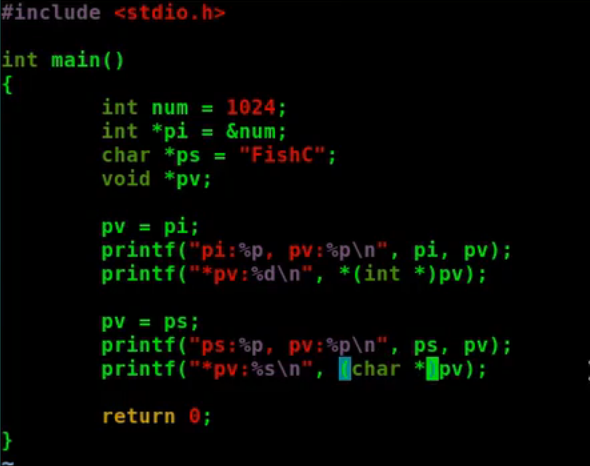 #include <stdio.h>
int main()
{
int num = 1024;
int *pi = &num;
char *ps = "FishC";
void *pv;
pv = pi;
printf("pi:%p, pv:%p\n", pi, pv);
printf("*pv:%d\n", *(int *)pv);
pv = ps;
printf("ps:%p, pv:%p\n", ps, pv);
printf("*pv:%s\n", (char *)pv);
return 0;
}
~